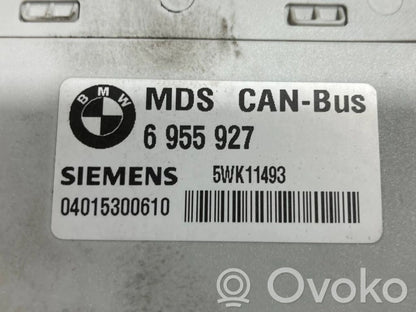 BMW
MDS CAN-Bus
6 955 927
SIEMENS 5WK11493
04015300610
Ovoko